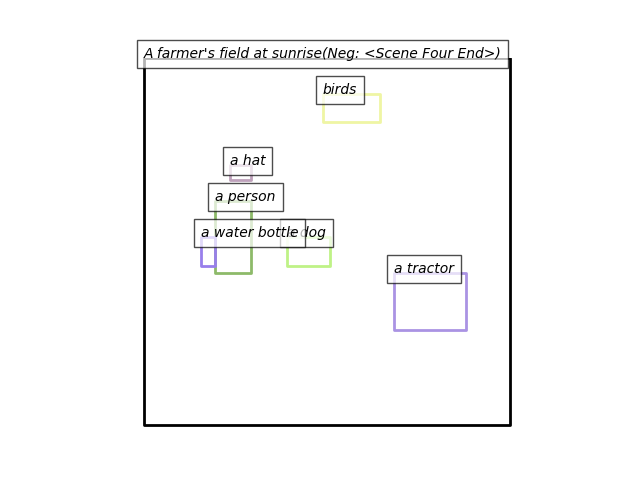 A farmer's field at sunrise(Neg: <Scene Four End>)
birds
a hat
a person
a water bottle
dog
a tractor